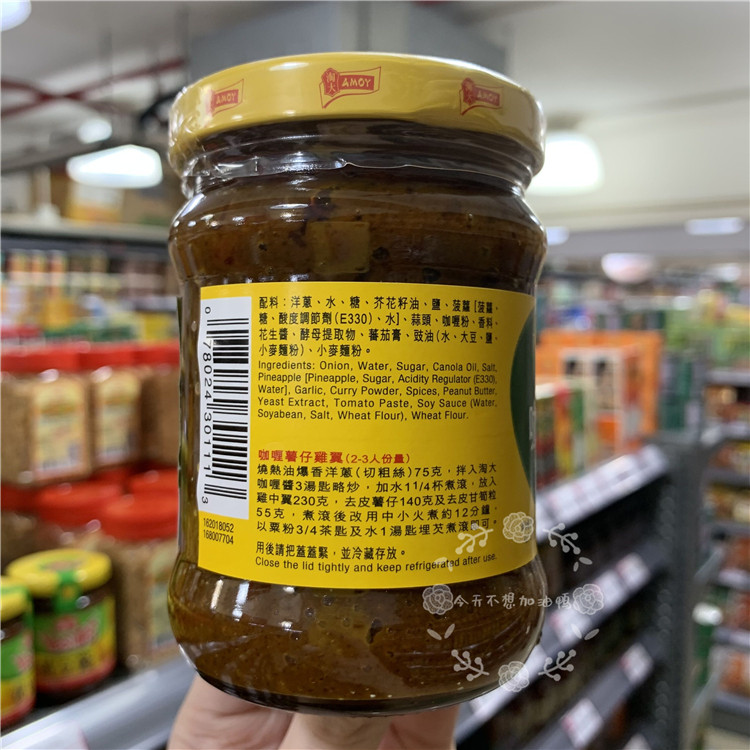 淘大 AMOY
AMOY
AMOY
配料：洋蔥、水、糖、芥花籽油、鹽、菠蘿 [菠蘿、
糖、酸度調節劑(E330)、水]、蒜頭、咖喱粉、香料、
花生醬、酵母提取物、蕃茄膏、豉油(水、大豆、鹽、
小麥麵粉)、小麥麵粉。
Ingredients: Onion, Water, Sugar, Canola Oil, Salt,
Pineapple [Pineapple, Sugar, Acidity Regulator (E330),
Water], Garlic, Curry Powder, Spices, Peanut Butter,
Yeast Extract, Tomato Paste, Soy Sauce (Water,
Soyabean, Salt, Wheat Flour), Wheat Flour.
咖喱薯仔雞翼(2-3人份量)
燒熱油爆香洋蔥(切粗絲)75克，拌入淘大
咖喱醬3湯匙略炒，加水11/4杯煮滾，放入
雞中翼230克，去皮薯仔140克及去皮甘筍粒
55克，煮滾後改用中小火煮約12分鐘，
以粟粉3/4茶匙及水1湯匙埋芡煮滾即可。
用後請把蓋蓋緊，並冷藏存放。
Close the lid tightly and keep refrigerated after use.
0 78024 30111 3
162018052
168007704
今天不想加油煩